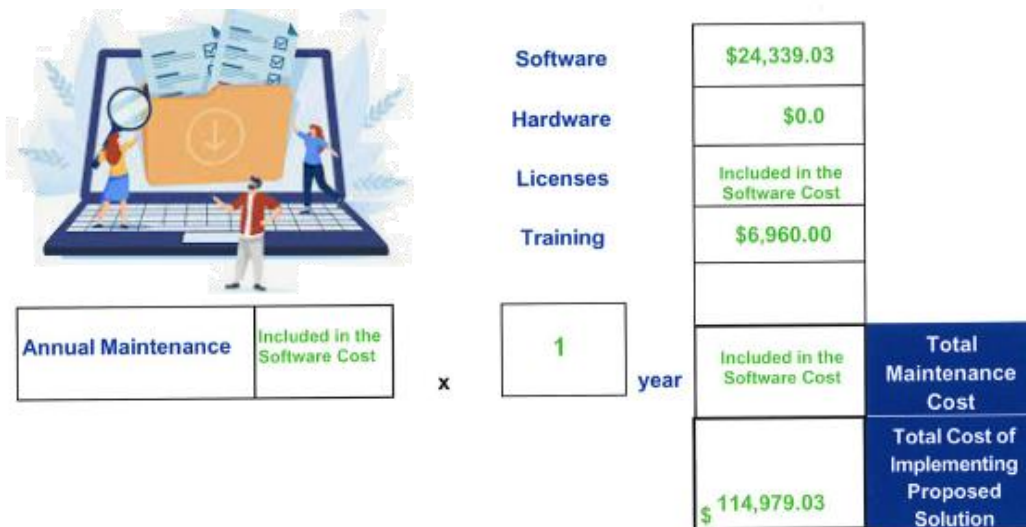 Software
$24,339.03
Hardware
$0.0
Licenses
Included in the
Software Cost
Training
$6,960.00
Annual Maintenance
Included in the
Software Cost
x
1
year
Included in the
Software Cost
Total
Maintenance
Cost
$ 114,979.03
Total Cost of
Implementing
Proposed
Solution